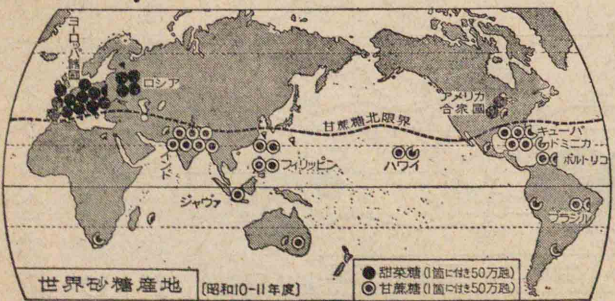 ヨーロッパ諸国
ロシア
アメリカ
合衆国
甘蔗糖北限界
キューバ
ドミニカ
ポルトリコ
インド
フィリッピン
ハワイ
ジャヴァ
ブラジル
世界砂糖産地
[昭和10-11年度]
甜菜糖(1箇に付き50万瓲)
甘蔗糖(1箇に付き50万瓲)